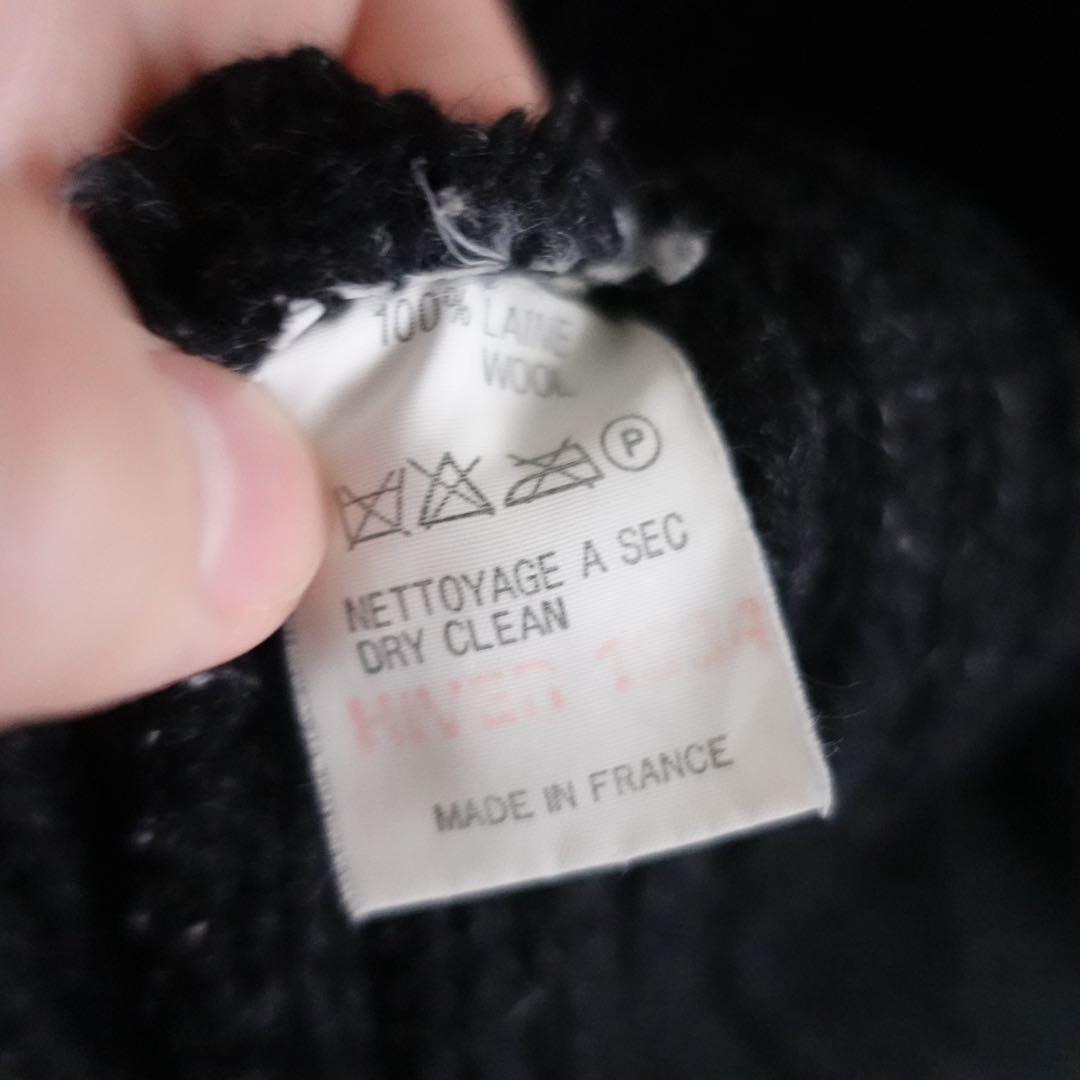 100% LAINE
WOOL
P
NETTOYAGE A SEC
DRY CLEAN
HIVER
MADE IN FRANCE